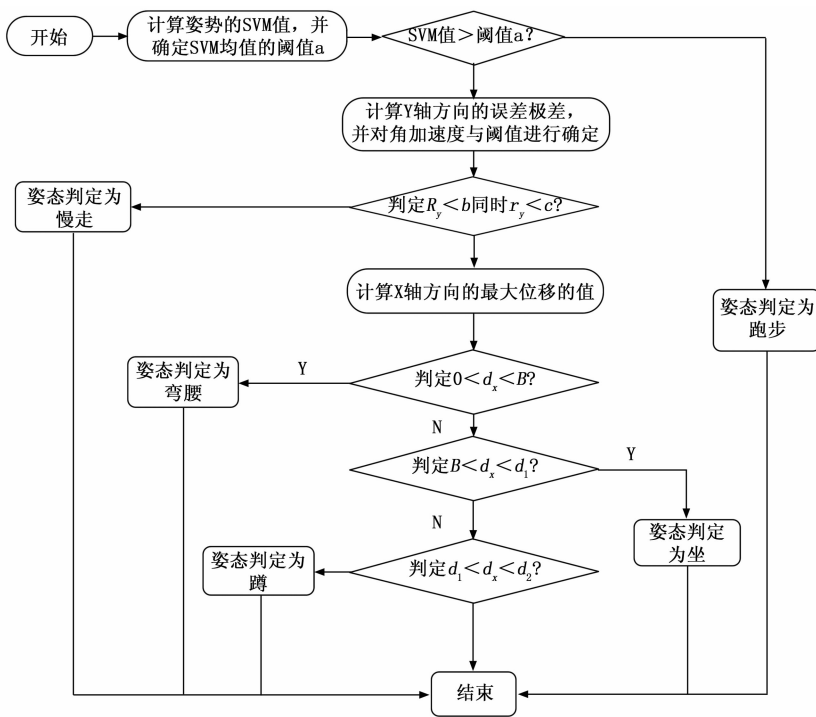 开始
计算姿势的SVM值，并
确定SVM均值的阈值a
SVM值＞阈值a？
计算Y轴方向的误差极差，
并对角加速度与阈值进行确定
姿态判定为
慢走
判定R_y＜b同时r_y＜c？
计算X轴方向的最大位移的值
姿态判定为
跑步
姿态判定为
弯腰
Y
判定0＜d_x＜B？
N
判定B＜d_x＜d_1？
Y
N
姿态判定
为坐
姿态判定为
蹲
判定d_1＜d_x＜d_2？
结束